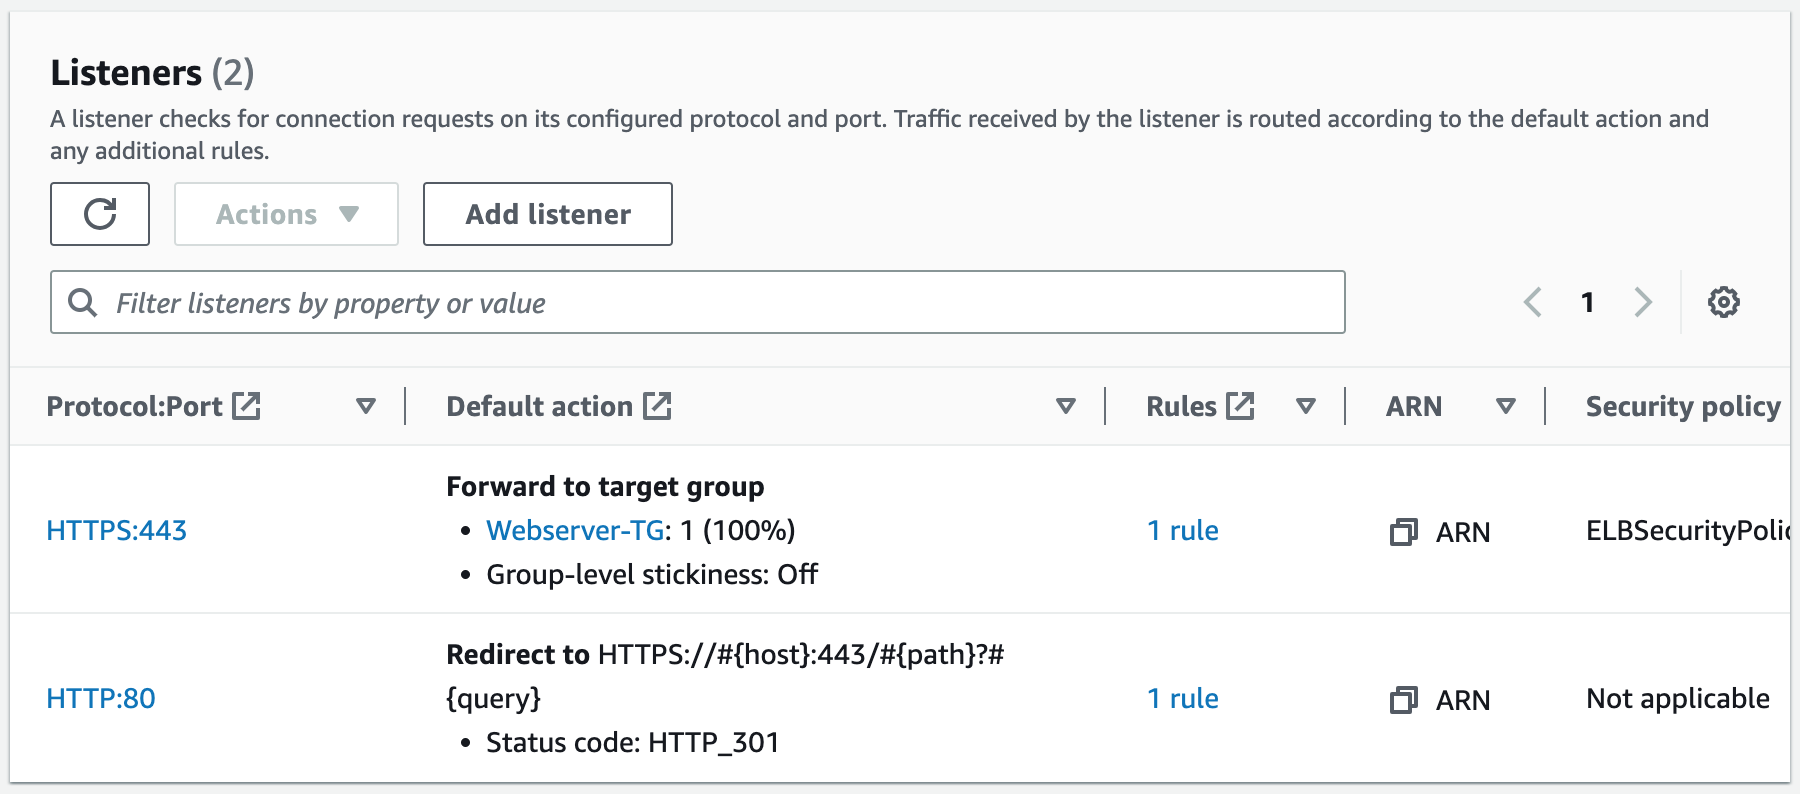 Listeners (2)
A listener checks for connection requests on its configured protocol and port. Traffic received by the listener is routed according to the default action and
any additional rules.
Actions
Add listener
Filter listeners by property or value
1
Protocol:Port
Default action
Rules
ARN
Security policy
HTTPS:443
Forward to target group
• Webserver-TG: 1 (100%)
• Group-level stickiness: Off
1 rule
ARN
ELBSecurityPolic
HTTP:80
Redirect to HTTPS://#{host}:443/#{path}?#
{query}
• Status code: HTTP_301
1 rule
ARN
Not applicable